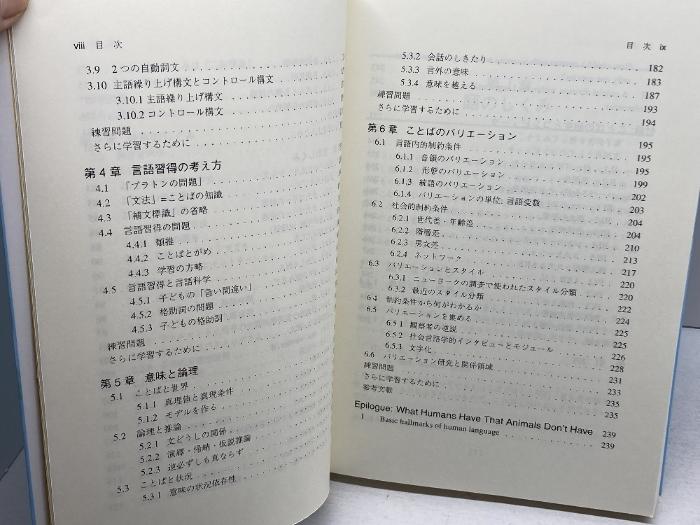 viii 目 次
3.9 2つの自動詞文
3.10 主語繰り上げ構文とコントロール構文
3.10.1 主語繰り上げ構文
3.10.2 コントロール構文
練習問題
さらに学習するために
第4章 言語習得の考え方
4.1 「プラトンの問題」
4.2 「文法」=ことばの知識
4.3 「補文標識」の省略
4.4 言語習得の問題
4.4.1 類推
4.4.2 ことばとがめ
4.4.3 学習の方略
4.5 言語習得と言語科学
4.5.1 子どもの「言い間違い」
4.5.2 格助詞の問題
4.5.3 子どもの格助詞
練習問題
さらに学習するために
第5章 意味と論理
5.1 ことばと世界
5.1.1 真理値と真理条件
5.1.2 モデルを作る
5.2 論理と推論
5.2.1 文どうしの関係
5.2.2 演繹・帰納・仮説推論
5.2.3 逆必ずしも真ならず
5.3 ことばと状況
5.3.1 意味の状況依存性
目 次 ix
5.3.2 会話のしきたり 182
5.3.3 言外の意味 183
5.3.4 意味を越える 187
練習問題 193
さらに学習するために 194
第6章 ことばのバリエーション 195
6.1 言語内的制約条件 195
6.1.1 音韻のバリエーション 195
6.1.2 形態のバリエーション 199
6.1.3 統語のバリエーション 202
6.1.4 バリエーションの単位: 言語変数 203
6.2 社会的制約条件 204
6.2.1 世代差・年齢差 204
6.2.2 階層差 210
6.2.3 男女差 213
6.2.4 ネットワーク 217
6.3 バリエーションとスタイル 220
6.3.1 ニューヨークの調査で使われたスタイル分類 220
6.3.2 最近のスタイル分類 222
6.4 制約条件から何がわかるか 224
6.5 バリエーションを集める 225
6.5.1 観察者の逆説 225
6.5.2 社会言語学的インタビューとモジュール 226
6.5.3 文字化 228
6.6 バリエーション研究と関係領域 231
練習問題 233
さらに学習するために 235
参考文献 235
Epilogue: What Humans Have That Animals Don't Have 239
1 Basic hallmarks of human language 239